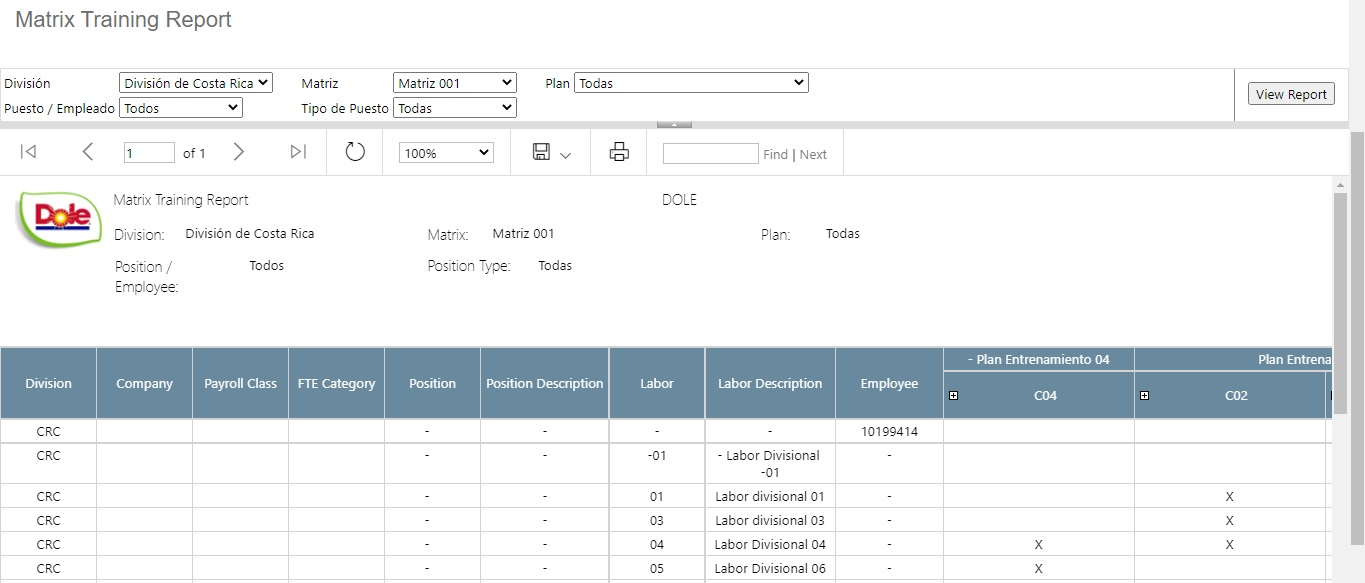 Matrix Training Report
División División de Costa Rica Matriz Matriz 001 Plan Todas
Puesto / Empleado Todos Tipo de Puesto Todas
View Report
1 of 1 100% Find | Next
Dole
Matrix Training Report DOLE
Division: División de Costa Rica Matrix: Matriz 001 Plan: Todas
Position / Todos Position Type: Todas
Employee:
- Plan Entrenamiento 04 Plan Entrena
Division Company Payroll Class FTE Category Position Position Description Labor Labor Description Employee C04 C02
CRC - - - - 10199414
CRC - - -01 - Labor Divisional -
-01
CRC - - 01 Labor divisional 01 - X
CRC - - 03 Labor divisional 03 - X
CRC - - 04 Labor Divisional 04 - X X
CRC - - 05 Labor Divisional 06 - X